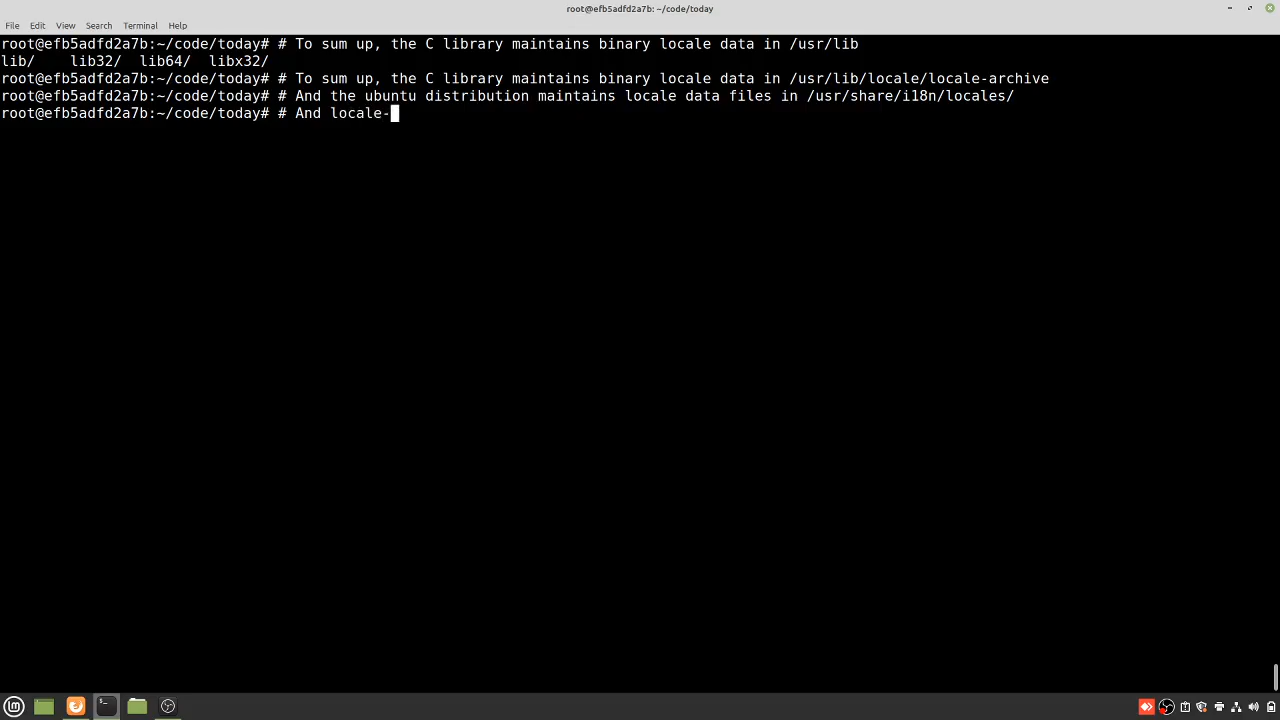 root@efb5adfd2a7b: ~/code/today
File Edit View Search Terminal Help
root@efb5adfd2a7b:~/code/today# # To sum up, the C library maintains binary locale data in /usr/lib
lib/    lib32/  lib64/  libx32/
root@efb5adfd2a7b:~/code/today# # To sum up, the C library maintains binary locale data in /usr/lib/locale/locale-archive
root@efb5adfd2a7b:~/code/today# # And the ubuntu distribution maintains locale data files in /usr/share/i18n/locales/
root@efb5adfd2a7b:~/code/today# # And locale-